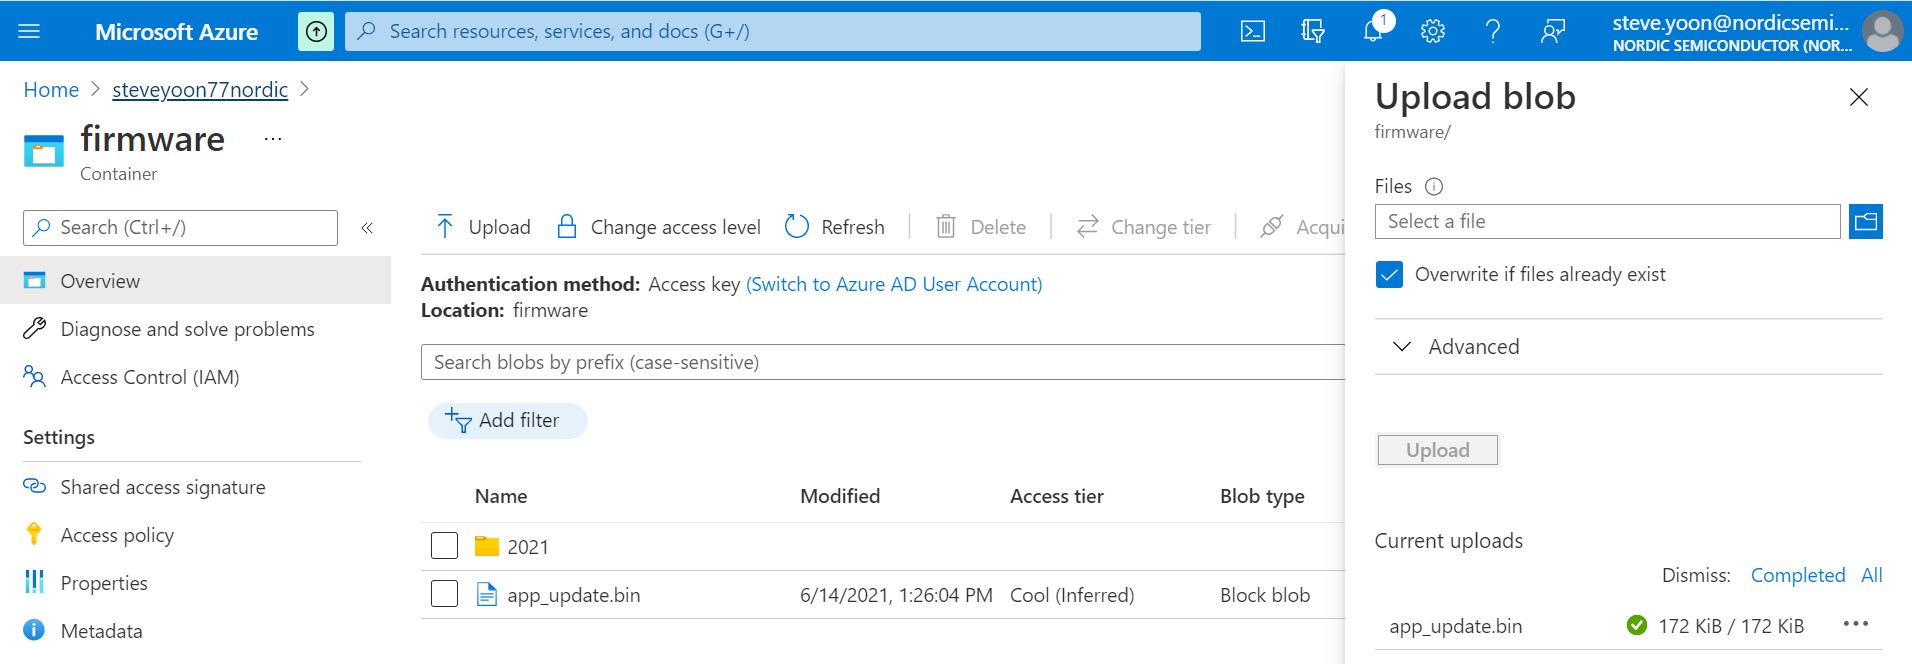 Microsoft Azure
Search resources, services, and docs (G+/)
1
steve.yoon@nordicsemi...
NORDIC SEMICONDUCTOR (NOR...
Home > steveyoon77nordic >
firmware ...
Container
Search (Ctrl+/) «
Overview
Diagnose and solve problems
Access Control (IAM)
Settings
Shared access signature
Access policy
Properties
Metadata
Upload Change access level Refresh Delete Change tier Acqui
Authentication method: Access key (Switch to Azure AD User Account)
Location: firmware
Search blobs by prefix (case-sensitive)
Add filter
Name Modified Access tier Blob type
2021
app_update.bin 6/14/2021, 1:26:04 PM Cool (Inferred) Block blob
Upload blob
firmware/
Files
Select a file
Overwrite if files already exist
Advanced
Upload
Current uploads
Dismiss: Completed All
app_update.bin 172 KiB / 172 KiB ...